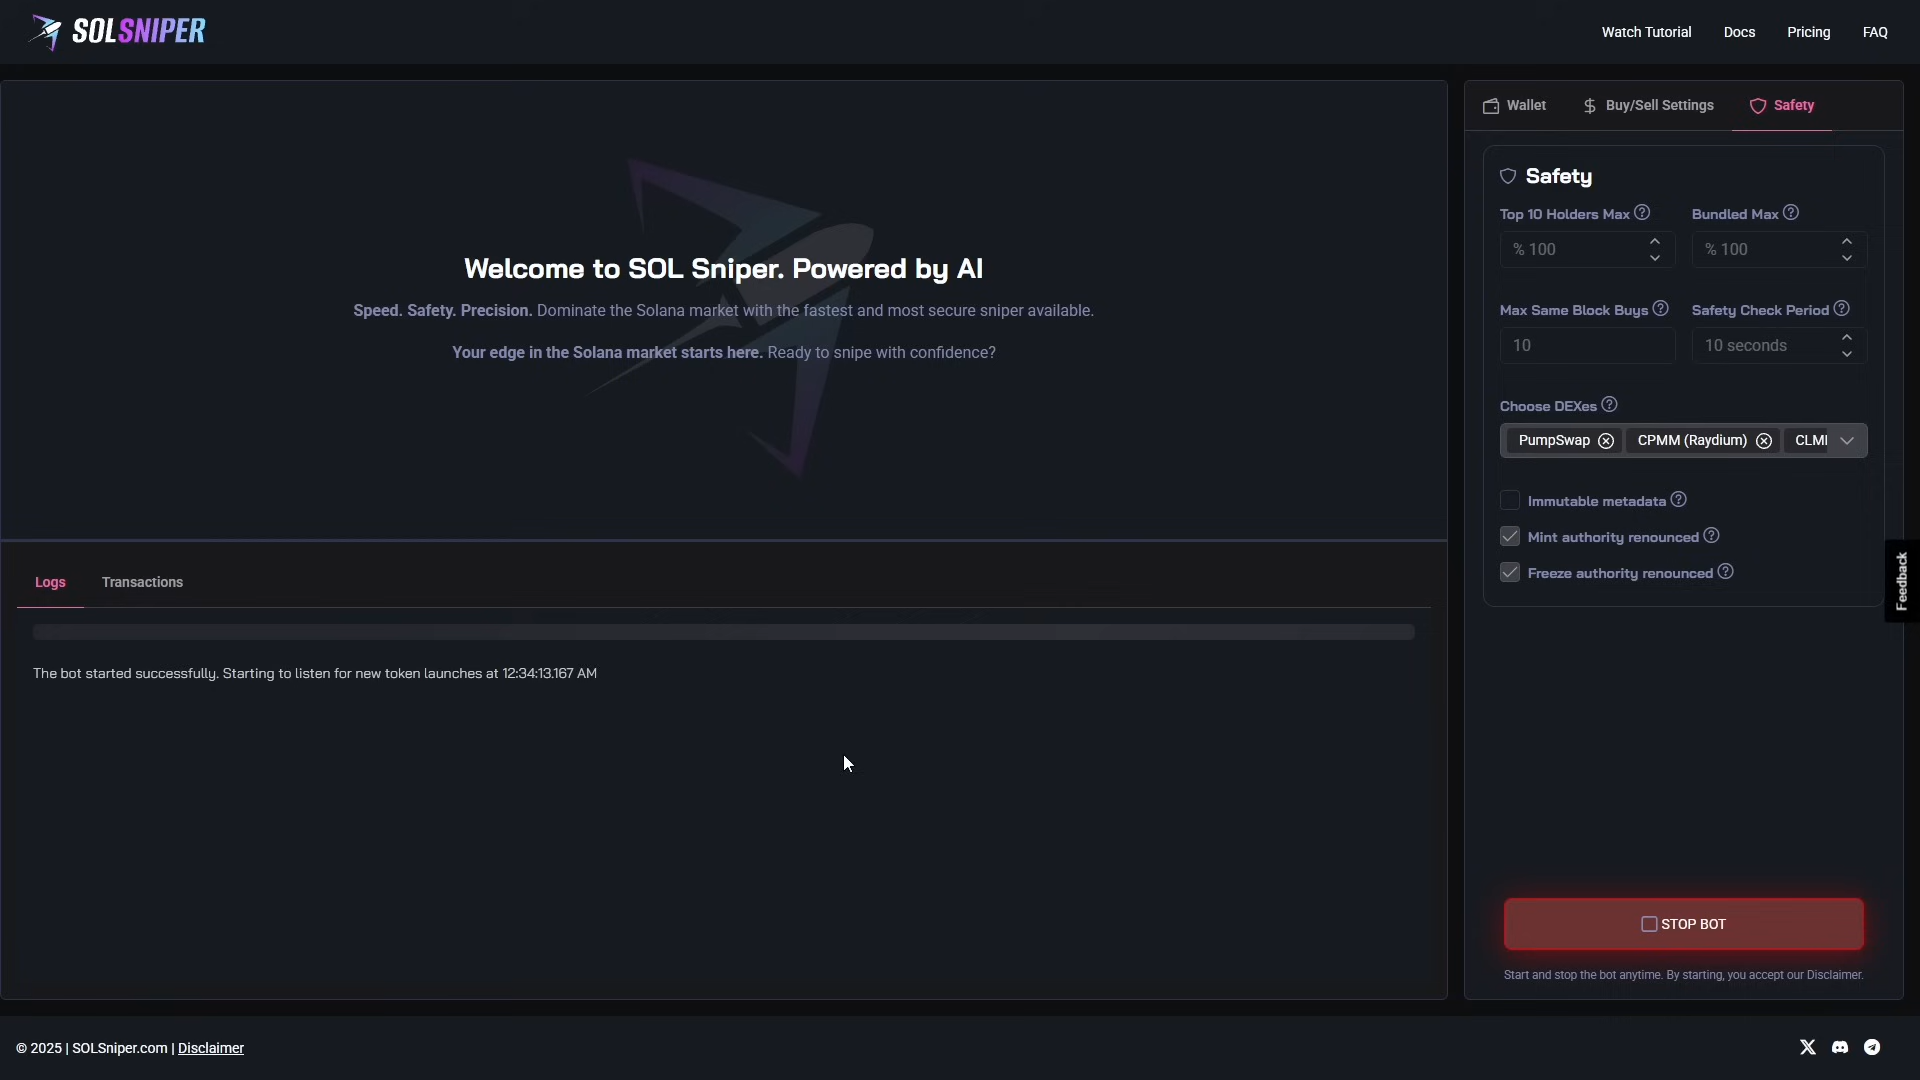 SOLSNIPER
Watch Tutorial Docs Pricing FAQ
Welcome to SOL Sniper. Powered by AI
Speed. Safety. Precision. Dominate the Solana market with the fastest and most secure sniper available.
Your edge in the Solana market starts here. Ready to snipe with confidence?
Logs Transactions
The bot started successfully. Starting to listen for new token launches at 12:34:13.167 AM
Wallet Buy/Sell Settings Safety
Safety
Top 10 Holders Max Bundled Max
% 100 % 100
Max Same Block Buys Safety Check Period
10 10 seconds
Choose DEXes
PumpSwap CPMM (Raydium)
Immutable metadata
Mint authority renounced
Freeze authority renounced
Feedback
STOP BOT
Start and stop the bot anytime. By starting, you accept our Disclaimer.
© 2025 | SOLSniper.com | Disclaimer